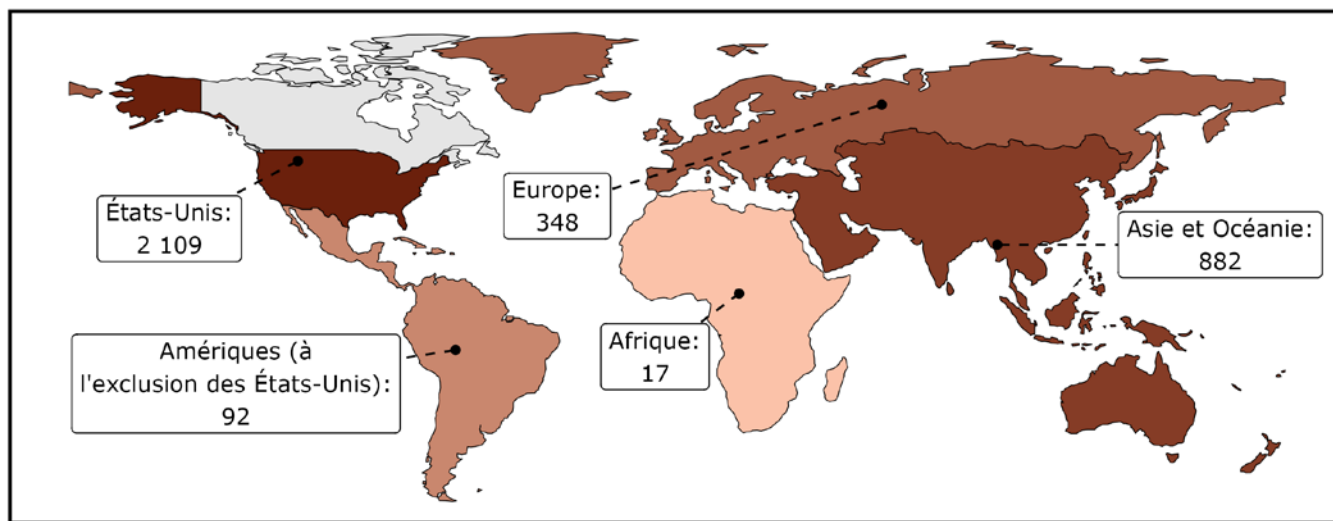 États-Unis:
2 109
Europe:
348
Asie et Océanie:
882
Amériques (à
l'exclusion des États-Unis):
92
Afrique:
17